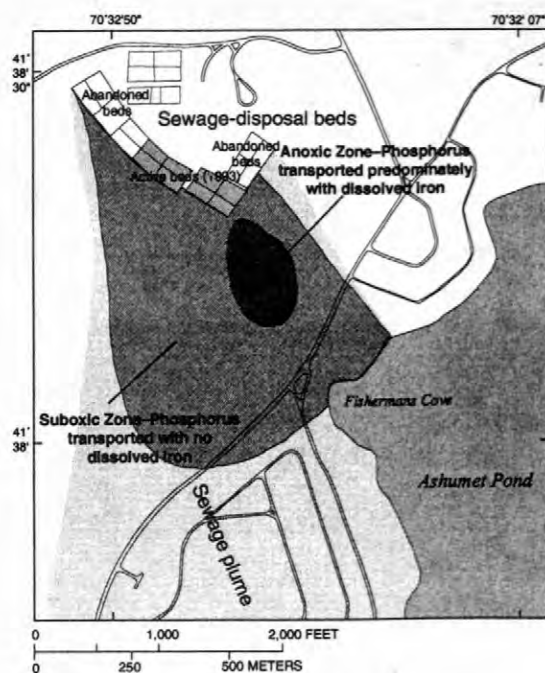 70°32'50"
70°32'07"
41°
38'
30"
Abandoned
beds
Sewage-disposal beds
Abandoned
beds
Active beds (1993)
Anoxic Zone–Phosphorus
transported predominately
with dissolved iron
Suboxic Zone–Phosphorus
transported with no
dissolved iron
Fishermans Cove
Ashumet Pond
41°
38'
Sewage plume
0 1,000 2,000 FEET
0 250 500 METERS